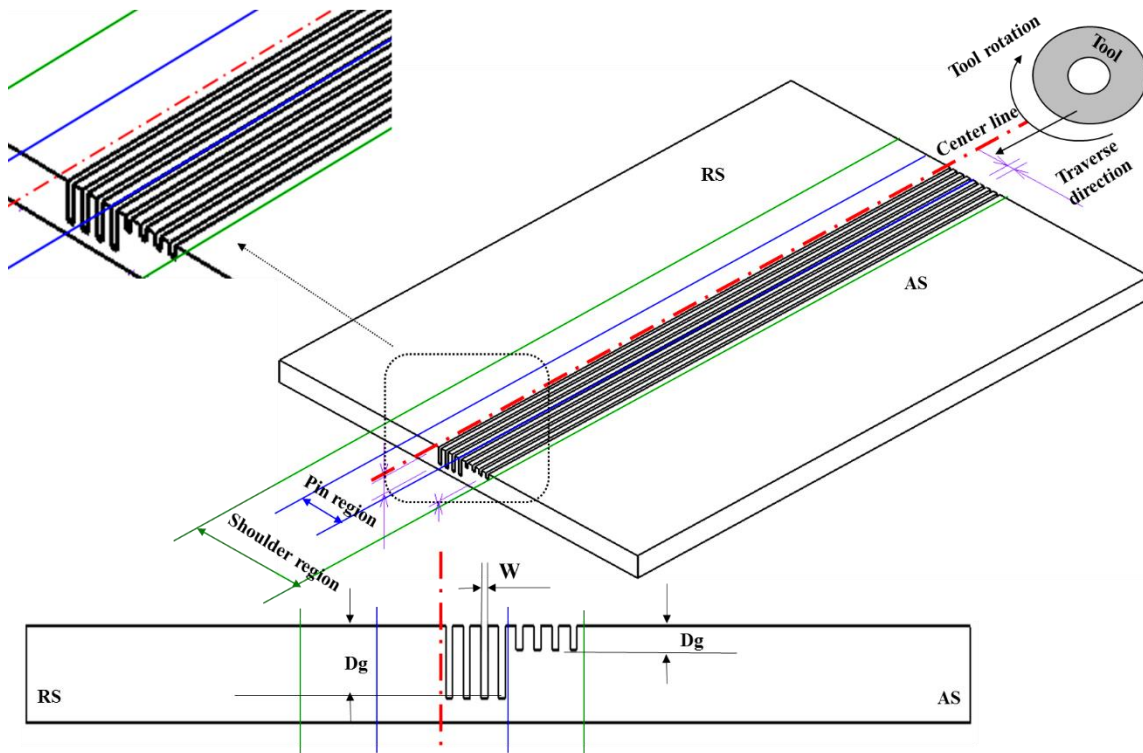 Tool rotation
Tool
Center line
Traverse
direction
RS
AS
Pin region
Shoulder region
W
Dg
Dg
RS
AS